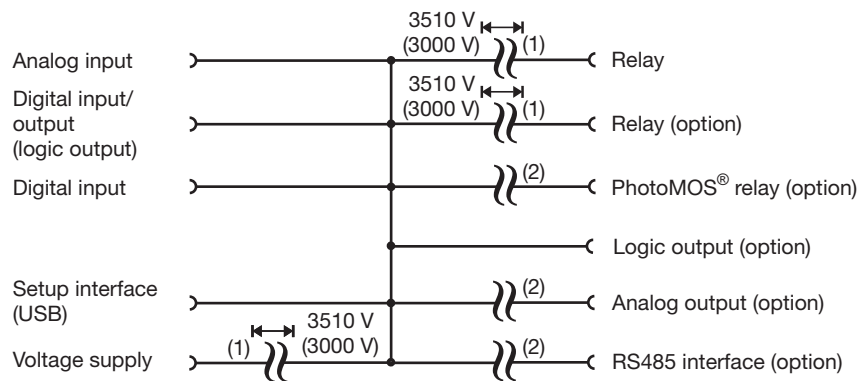 3510 V
(3000 V) (1)
Analog input
Relay
Digital input/
output
(logic output)
3510 V
(3000 V) (1)
Relay (option)
Digital input
(2)
PhotoMOS® relay (option)
Logic output (option)
Setup interface
(USB)
(2)
Analog output (option)
Voltage supply
(1)
3510 V
(3000 V)
(2)
RS485 interface (option)